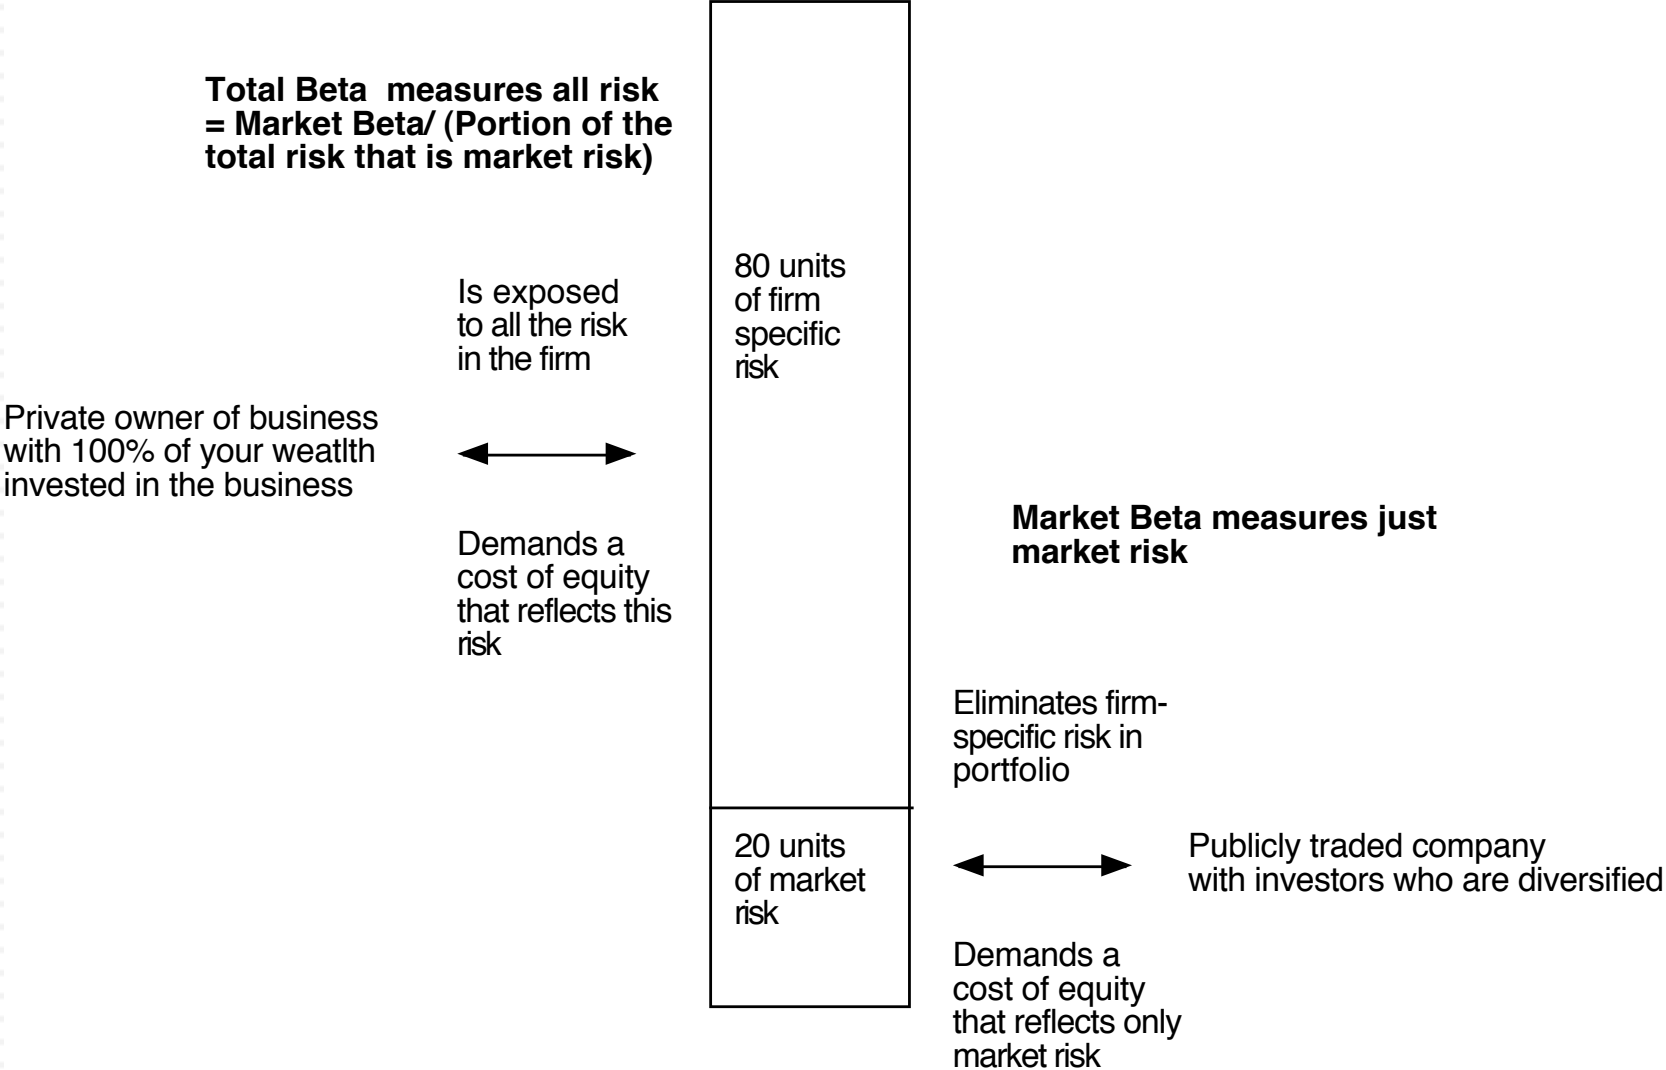 Total Beta measures all risk
= Market Beta/ (Portion of the
total risk that is market risk)
80 units
of firm
specific
risk
Is exposed
to all the risk
in the firm
Private owner of business
with 100% of your weatlth
invested in the business
Demands a
cost of equity
that reflects this
risk
Market Beta measures just
market risk
Eliminates firm-
specific risk in
portfolio
20 units
of market
risk
Publicly traded company
with investors who are diversified
Demands a
cost of equity
that reflects only
market risk